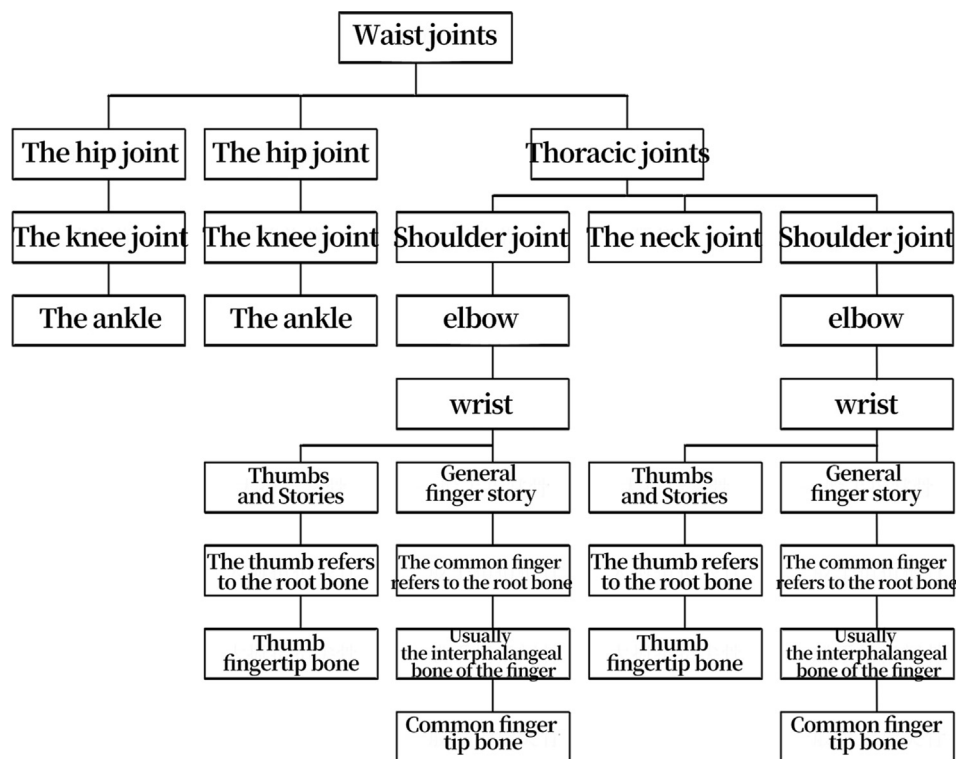 Waist joints
The hip joint
The hip joint
Thoracic joints
The knee joint
The knee joint
Shoulder joint
The neck joint
Shoulder joint
The ankle
The ankle
elbow
elbow
wrist
wrist
Thumbs
and Stories
General
finger story
Thumbs
and Stories
General
finger story
The thumb refers
to the root bone
The common finger
refers to the root bone
The thumb refers
to the root bone
The common finger
refers to the root bone
Thumb
fingertip bone
Usually
the interphalangeal
bone of the finger
Thumb
fingertip bone
Usually
the interphalangeal
bone of the finger
Common finger
tip bone
Common finger
tip bone